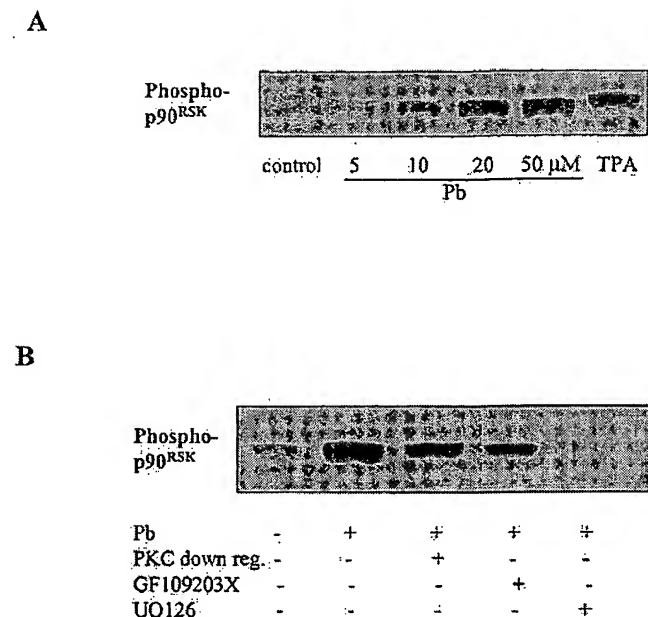 A
Phospho-
p90RSK
control 5 10 20 50 µM TPA
Pb
B
Phospho-
p90RSK
Pb - + + + +
PKC down reg. - - + - -
GF109203X - - - + -
UO126 - - - - +